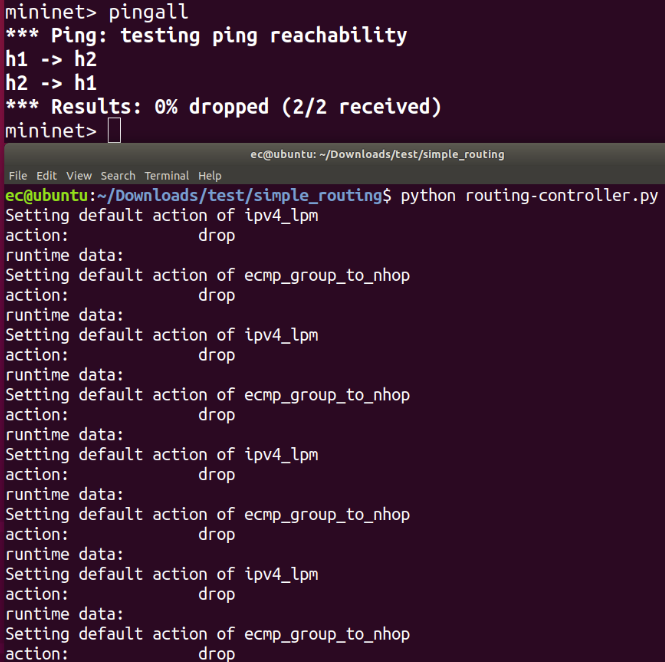 mininet> pingall
*** Ping: testing ping reachability
h1 -> h2
h2 -> h1
*** Results: 0% dropped (2/2 received)
mininet>
ec@ubuntu: ~/Downloads/test/simple_routing
File Edit View Search Terminal Help
ec@ubuntu:~/Downloads/test/simple_routing$ python routing-controller.py
Setting default action of ipv4_lpm
action:              drop
runtime data:
Setting default action of ecmp_group_to_nhop
action:              drop
runtime data:
Setting default action of ipv4_lpm
action:              drop
runtime data:
Setting default action of ecmp_group_to_nhop
action:              drop
runtime data:
Setting default action of ipv4_lpm
action:              drop
runtime data:
Setting default action of ecmp_group_to_nhop
action:              drop
runtime data:
Setting default action of ipv4_lpm
action:              drop
runtime data:
Setting default action of ecmp_group_to_nhop
action:              drop